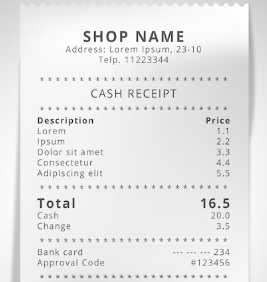 SHOP NAME
Address: Lorem Ipsum, 23-10
Telp. 11223344
* * * * * * * * * * * * * * * * * * * * * *
CASH RECEIPT
* * * * * * * * * * * * * * * * * * * * * *
Description Price
Lorem 1.1
Ipsum 2.2
Dolor sit amet 3.3
Consectetur 4.4
Adipiscing elit 5.5
* * * * * * * * * * * * * * * * * * * * * *
Total 16.5
Cash 20.0
Change 3.5
* * * * * * * * * * * * * * * * * * * * * *
Bank card --- --- --- 234
Approval Code #123456
* * * * * * * * * * * * * * * * * * * * * *